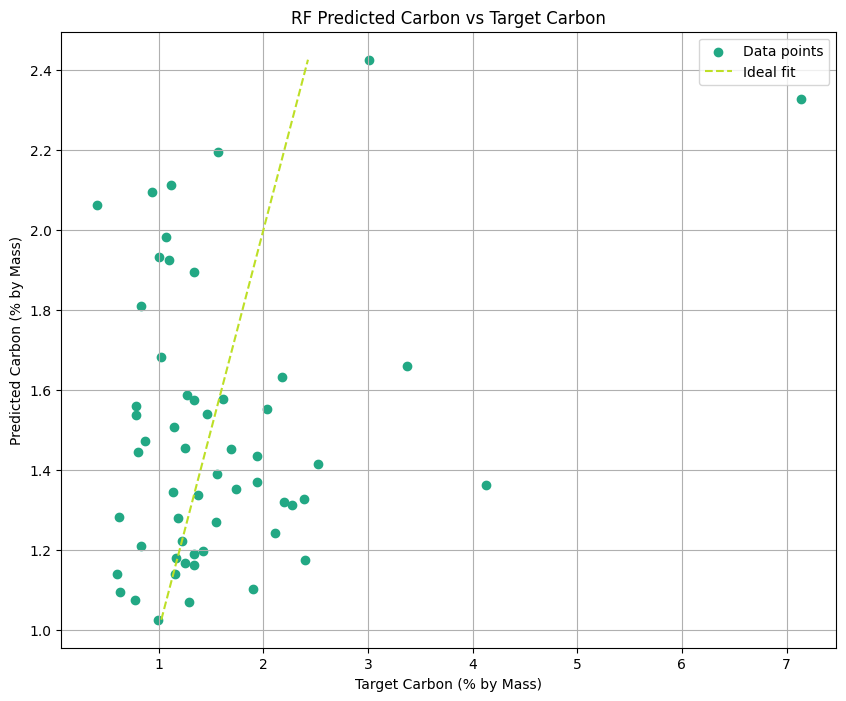 RF Predicted Carbon vs Target Carbon
Data points
Ideal fit
Predicted Carbon (% by Mass)
2.4
2.2
2.0
1.8
1.6
1.4
1.2
1.0
1 2 3 4 5 6 7
Target Carbon (% by Mass)